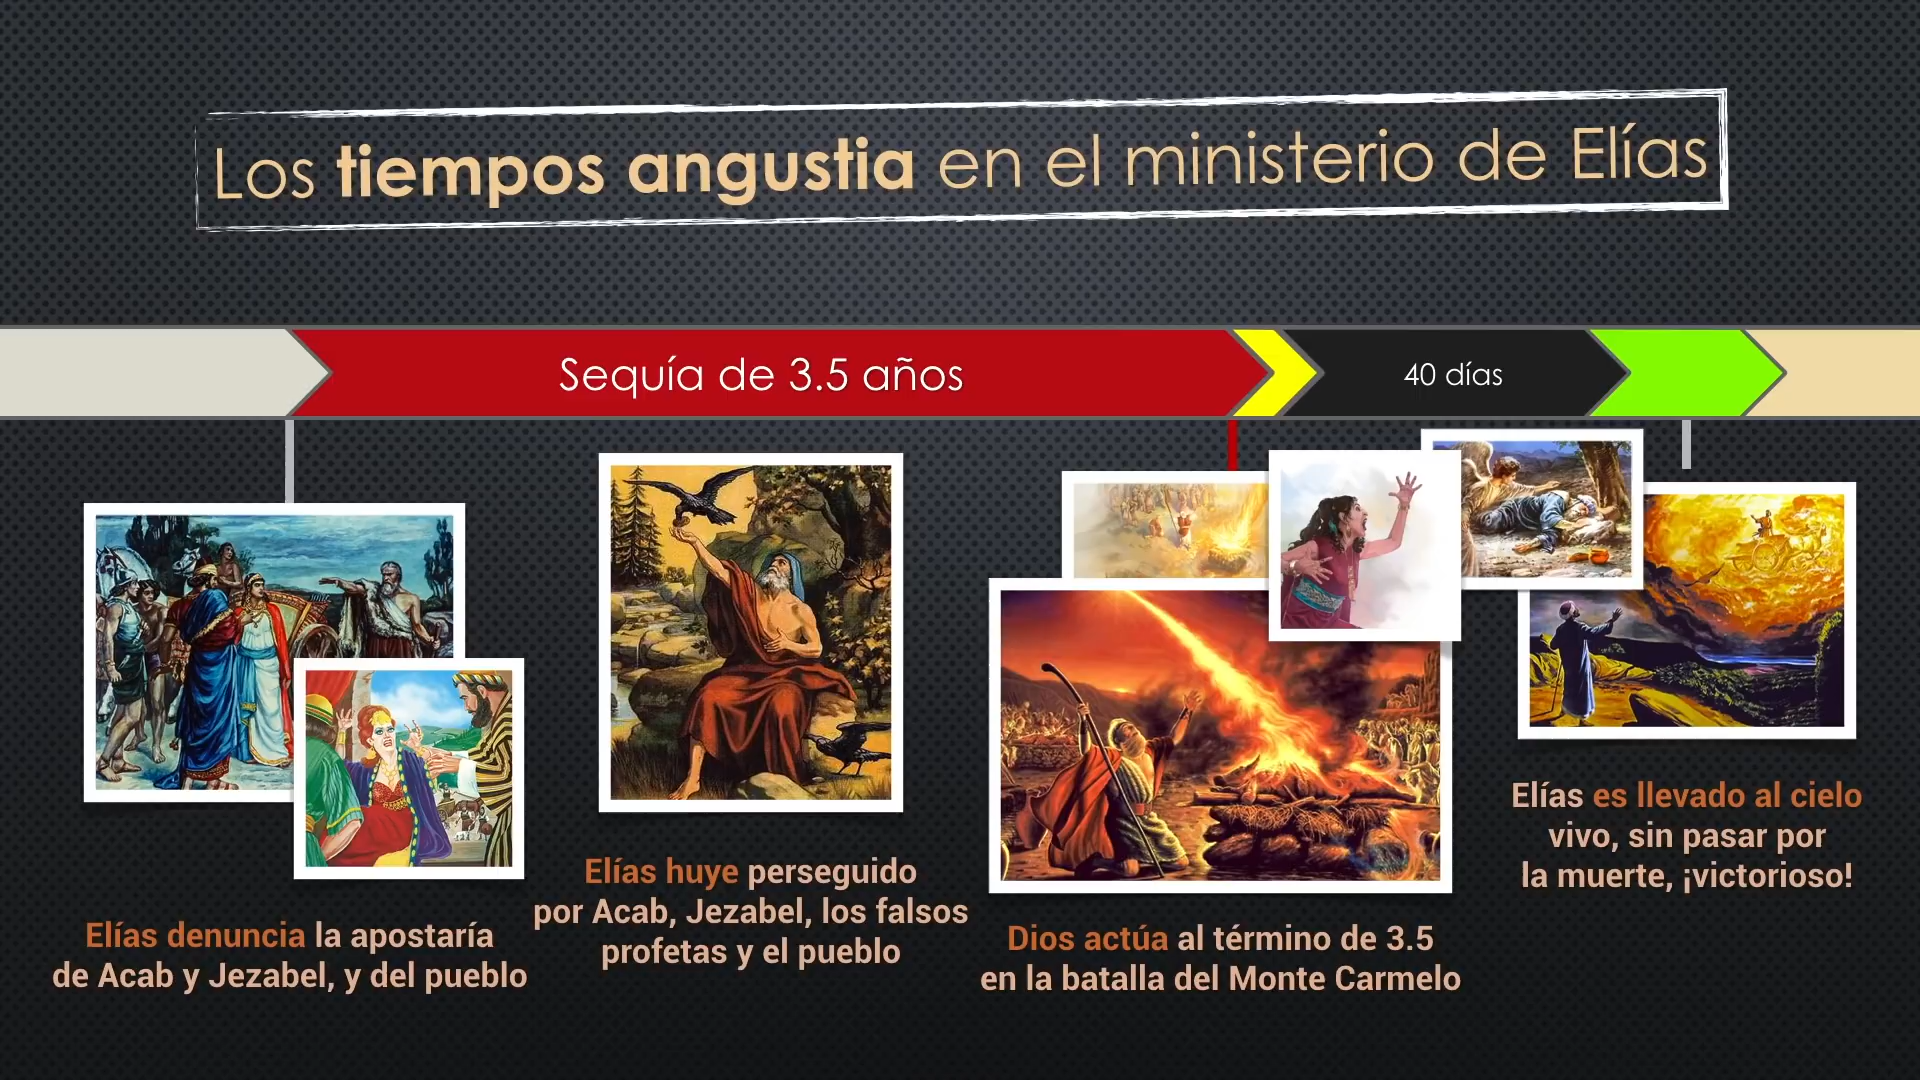 Los tiempos angustia en el ministerio de Elías
Sequía de 3.5 años
40 días
Elías denuncia la apostaría
de Acab y Jezabel, y del pueblo
Elías huye perseguido
por Acab, Jezabel, los falsos
profetas y el pueblo
Dios actúa al término de 3.5
en la batalla del Monte Carmelo
Elías es llevado al cielo
vivo, sin pasar por
la muerte, ¡victorioso!